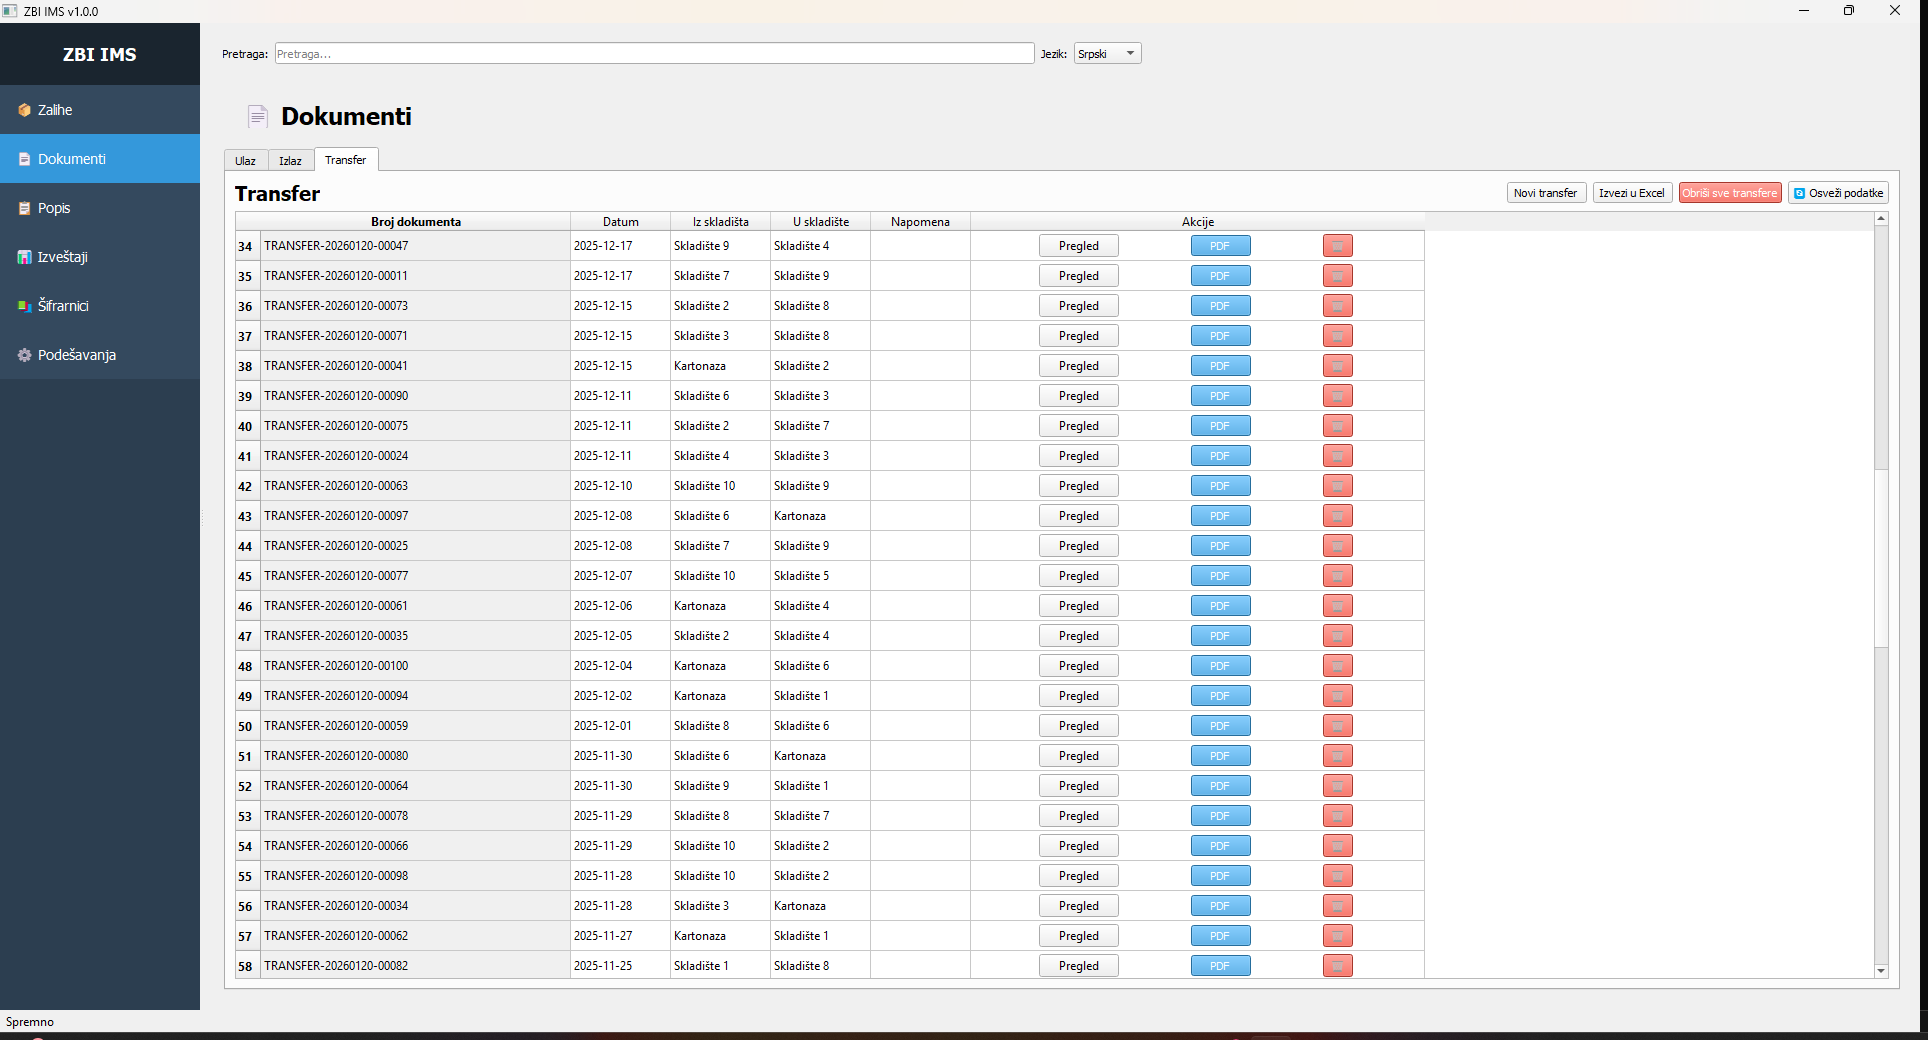 ZBI IMS v1.0.0
ZBI IMS
Zalihe
Dokumenti
Popis
Izveštaji
Šifrarnici
Podešavanja
Pretraga: Pretraga... Jezik: Srpski
Dokumenti
Ulaz Izlaz Transfer
Transfer Novi transfer Izvezi u Excel Obriši sve transfere Osveži podatke
Broj dokumenta Datum Iz skladišta U skladište Napomena Akcije
34 TRANSFER-20260120-00047 2025-12-17 Skladište 9 Skladište 4 Pregled PDF
35 TRANSFER-20260120-00011 2025-12-17 Skladište 7 Skladište 9 Pregled PDF
36 TRANSFER-20260120-00073 2025-12-15 Skladište 2 Skladište 8 Pregled PDF
37 TRANSFER-20260120-00071 2025-12-15 Skladište 3 Skladište 8 Pregled PDF
38 TRANSFER-20260120-00041 2025-12-15 Kartonaza Skladište 2 Pregled PDF
39 TRANSFER-20260120-00090 2025-12-11 Skladište 6 Skladište 3 Pregled PDF
40 TRANSFER-20260120-00075 2025-12-11 Skladište 2 Skladište 7 Pregled PDF
41 TRANSFER-20260120-00024 2025-12-11 Skladište 4 Skladište 3 Pregled PDF
42 TRANSFER-20260120-00063 2025-12-10 Skladište 10 Skladište 9 Pregled PDF
43 TRANSFER-20260120-00097 2025-12-08 Skladište 6 Kartonaza Pregled PDF
44 TRANSFER-20260120-00025 2025-12-08 Skladište 7 Skladište 9 Pregled PDF
45 TRANSFER-20260120-00077 2025-12-07 Skladište 10 Skladište 5 Pregled PDF
46 TRANSFER-20260120-00061 2025-12-06 Kartonaza Skladište 4 Pregled PDF
47 TRANSFER-20260120-00035 2025-12-05 Skladište 2 Skladište 4 Pregled PDF
48 TRANSFER-20260120-00100 2025-12-04 Kartonaza Skladište 6 Pregled PDF
49 TRANSFER-20260120-00094 2025-12-02 Kartonaza Skladište 1 Pregled PDF
50 TRANSFER-20260120-00059 2025-12-01 Skladište 8 Skladište 6 Pregled PDF
51 TRANSFER-20260120-00080 2025-11-30 Skladište 6 Kartonaza Pregled PDF
52 TRANSFER-20260120-00064 2025-11-30 Skladište 9 Skladište 1 Pregled PDF
53 TRANSFER-20260120-00078 2025-11-29 Skladište 8 Skladište 7 Pregled PDF
54 TRANSFER-20260120-00066 2025-11-29 Skladište 10 Skladište 2 Pregled PDF
55 TRANSFER-20260120-00098 2025-11-28 Skladište 10 Skladište 2 Pregled PDF
56 TRANSFER-20260120-00034 2025-11-28 Skladište 3 Kartonaza Pregled PDF
57 TRANSFER-20260120-00062 2025-11-27 Kartonaza Skladište 1 Pregled PDF
58 TRANSFER-20260120-00082 2025-11-25 Skladište 1 Skladište 8 Pregled PDF
Spremno